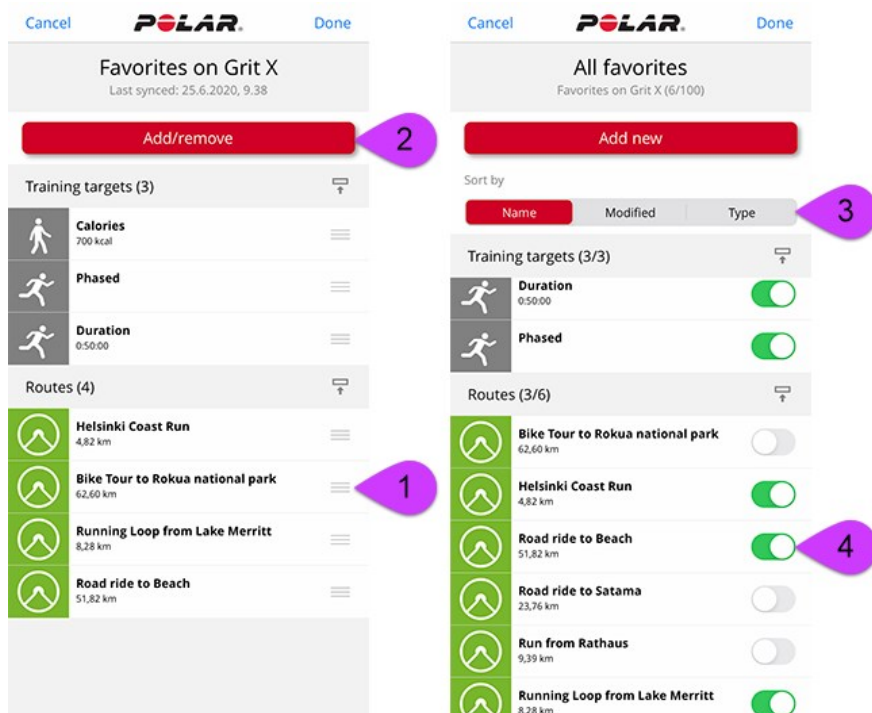 Cancel
POLAR.
Done
Favorites on Grit X
Last synced: 25.6.2020, 9.38
Add/remove
2
Training targets (3)
Calories
700 kcal
Phased
Duration
0:50:00
Routes (4)
Helsinki Coast Run
4,82 km
Bike Tour to Rokua national park
62,60 km
1
Running Loop from Lake Merritt
8,28 km
Road ride to Beach
51,82 km
Cancel
POLAR.
Done
All favorites
Favorites on Grit X (6/100)
Add new
Sort by
Name Modified Type
3
Training targets (3/3)
Duration
0:50:00
Phased
Routes (3/6)
Bike Tour to Rokua national park
62,60 km
Helsinki Coast Run
4,82 km
Road ride to Beach
51,82 km
4
Road ride to Satama
23,76 km
Run from Rathaus
9,39 km
Running Loop from Lake Merritt
8,28 km